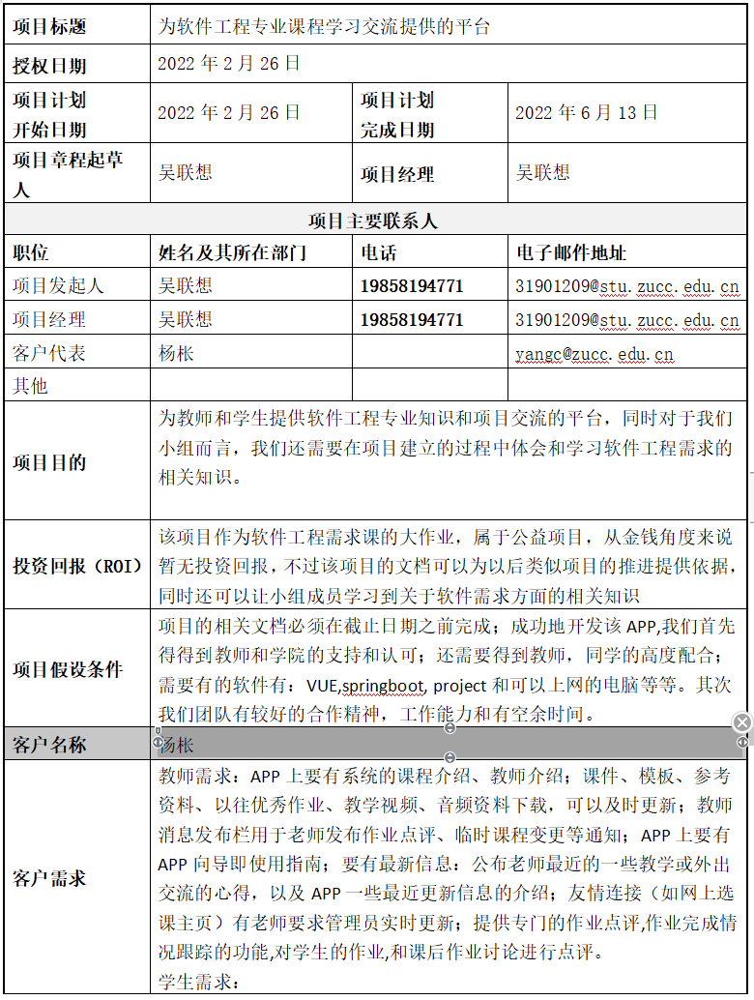 项目标题 为软件工程专业课程学习交流提供的平台
授权日期 2022 年 2 月 26 日
项目计划 项目计划
开始日期 2022 年 2 月 26 日 完成日期 2022 年 6 月 13 日
项目章程起草
人 吴联想 项目经理 吴联想
项目主要联系人
职位 姓名及其所在部门 电话 电子邮件地址
项目发起人 吴联想 19858194771 31901209@stu.zucc.edu.cn
项目经理 吴联想 19858194771 31901209@stu.zucc.edu.cn
客户代表 杨枨 yangc@zucc.edu.cn
其他
项目目的
为教师和学生提供软件工程专业知识和项目交流的平台，同时对于我们
小组而言，我们还需要在项目建立的过程中体会和学习软件工程需求的
相关知识。
投资回报（ROI）
该项目作为软件工程需求课的大作业，属于公益项目，从金钱角度来说
暂无投资回报，不过该项目的文档可以为以后类似项目的推进提供依据，
同时还可以让小组成员学习到关于软件需求方面的相关知识
项目假设条件
项目的相关文档必须在截止日期之前完成；成功地开发该 APP,我们首先
得得到教师和学院的支持和认可；还需要得到教师，同学的高度配合；
需要有的软件有：VUE,springboot, project 和可以上网的电脑等等。其次
我们团队有较好的合作精神，工作能力和有空余时间。
客户名称 杨枨
客户需求
教师需求：APP 上要有系统的课程介绍、教师介绍；课件、模板、参考
资料、以往优秀作业、教学视频、音频资料下载，可以及时更新；教师
消息发布栏用于老师发布作业点评、临时课程变更等通知；APP 上要有
APP 向导即使用指南；要有最新信息：公布老师最近的一些教学或外出
交流的心得，以及 APP 一些最近更新信息的介绍；友情连接（如网上选
课主页）有老师要求管理员实时更新；提供专门的作业点评,作业完成情
况跟踪的功能,对学生的作业,和课后作业讨论进行点评。
学生需求：